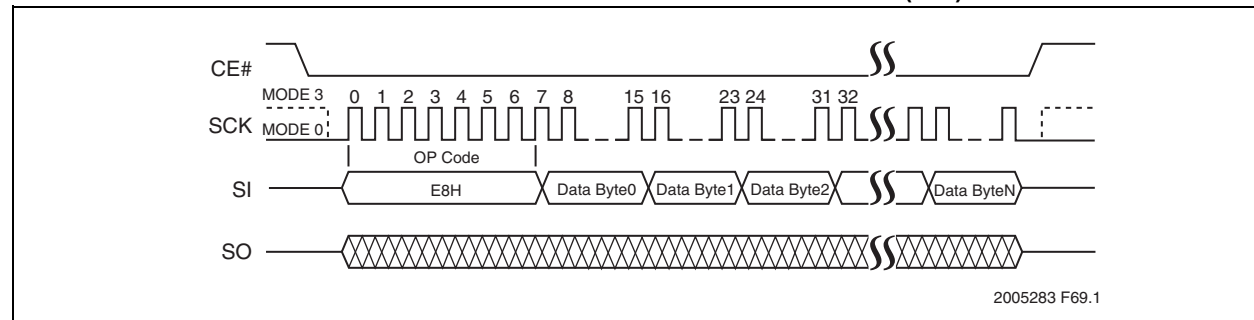 CE#
MODE 3 0 1 2 3 4 5 6 7 8 15 16 23 24 31 32
SCK MODE 0
OP Code
SI E8H Data Byte0 Data Byte1 Data Byte2 Data ByteN
SO
2005283 F69.1